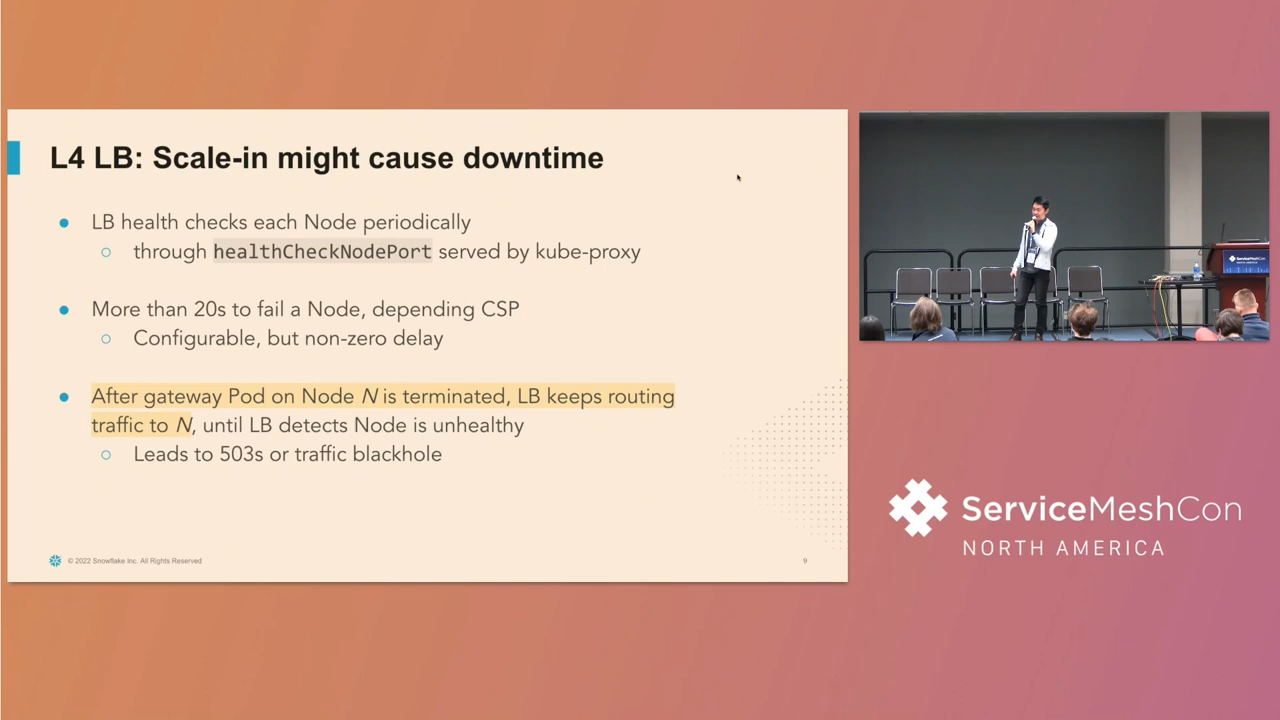 L4 LB: Scale-in might cause downtime
LB health checks each Node periodically
through healthCheckNodePort served by kube-proxy
More than 20s to fail a Node, depending CSP
Configurable, but non-zero delay
After gateway Pod on Node N is terminated, LB keeps routing
traffic to N, until LB detects Node is unhealthy
Leads to 503s or traffic blackhole
© 2022 Snowflake Inc. All Rights Reserved
9
ServiceMeshCon
ServiceMeshCon
NORTH AMERICA